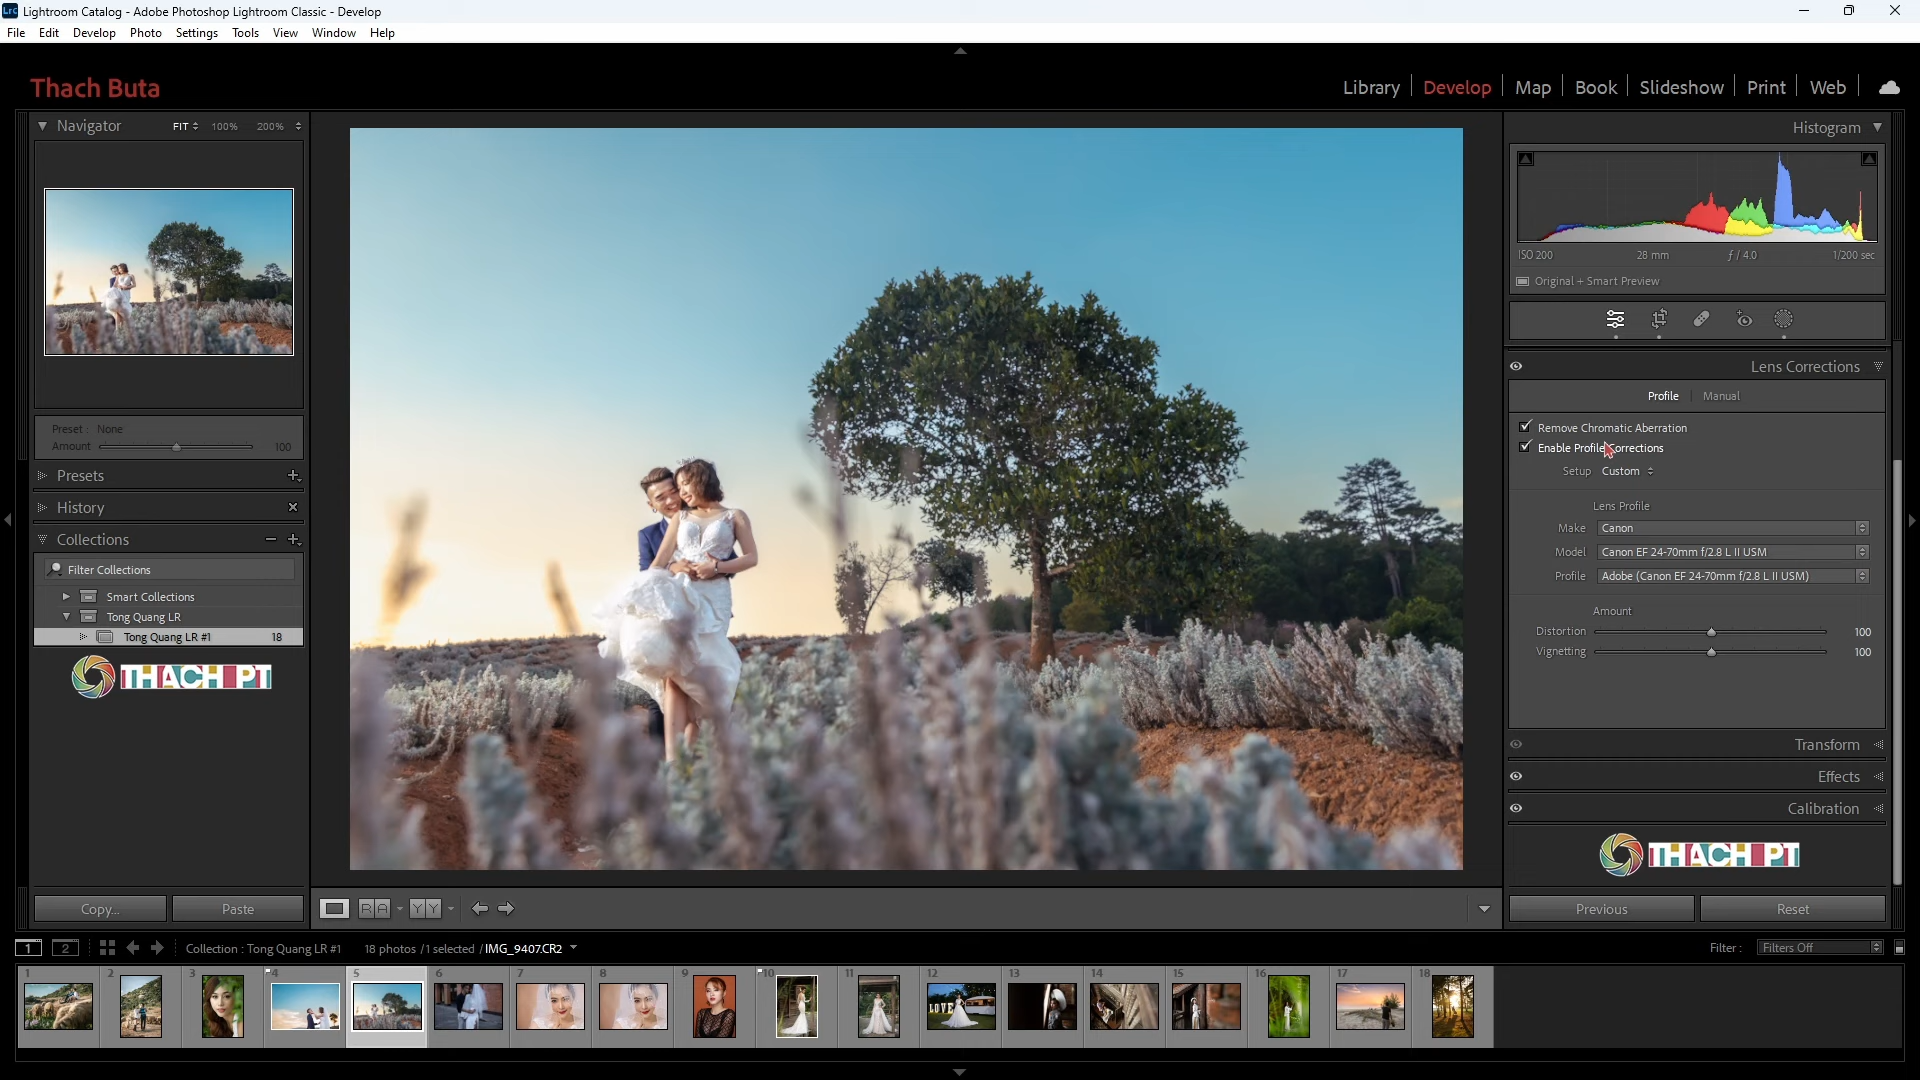 Lightroom Catalog - Adobe Photoshop Lightroom Classic - Develop
File Edit Develop Photo Settings Tools View Window Help
Thach Buta
Library Develop Map Book Slideshow Print Web
Navigator FIT 100% 200%
Preset : None
Amount 100
Presets
History
Collections
Filter Collections
Smart Collections
Tong Quang LR
Tong Quang LR #1 18
THACH PT
Copy... Paste
Histogram
ISO 200 28 mm f / 4.0 1/200 sec
Original + Smart Preview
Lens Corrections
Profile Manual
Remove Chromatic Aberration
Enable Profile Corrections
Setup Custom
Lens Profile
Make Canon
Model Canon EF 24-70mm f/2.8 L II USM
Profile Adobe (Canon EF 24-70mm f/2.8 L II USM)
Amount
Distortion 100
Vignetting 100
Transform
Effects
Calibration
THACH PT
Previous Reset
R A Y Y
1 2 Collection : Tong Quang LR #1 18 photos / 1 selected / IMG_9407.CR2 Filter : Filters Off
1 2 3 4 5 6 7 8 9 10 11 12 13 14 15 16 17 18
LOVE